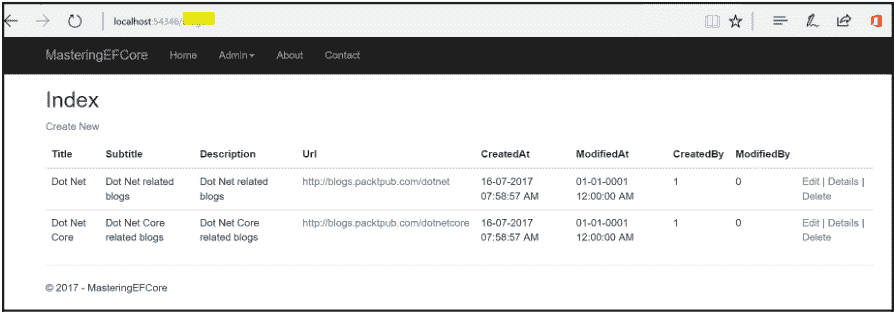 localhost:54346/
MasteringEFCore Home Admin About Contact
Index
Create New
Title Subtitle Description Url CreatedAt ModifiedAt CreatedBy ModifiedBy
Dot Net Dot Net related Dot Net related http://blogs.packtpub.com/dotnet 16-07-2017 01-01-0001 1 0 Edit | Details |
blogs blogs 07:58:57 AM 12:00:00 AM Delete
Dot Net Dot Net Core Dot Net Core http://blogs.packtpub.com/dotnetcore 16-07-2017 01-01-0001 1 0 Edit | Details |
Core related blogs related blogs 07:58:57 AM 12:00:00 AM Delete
© 2017 - MasteringEFCore